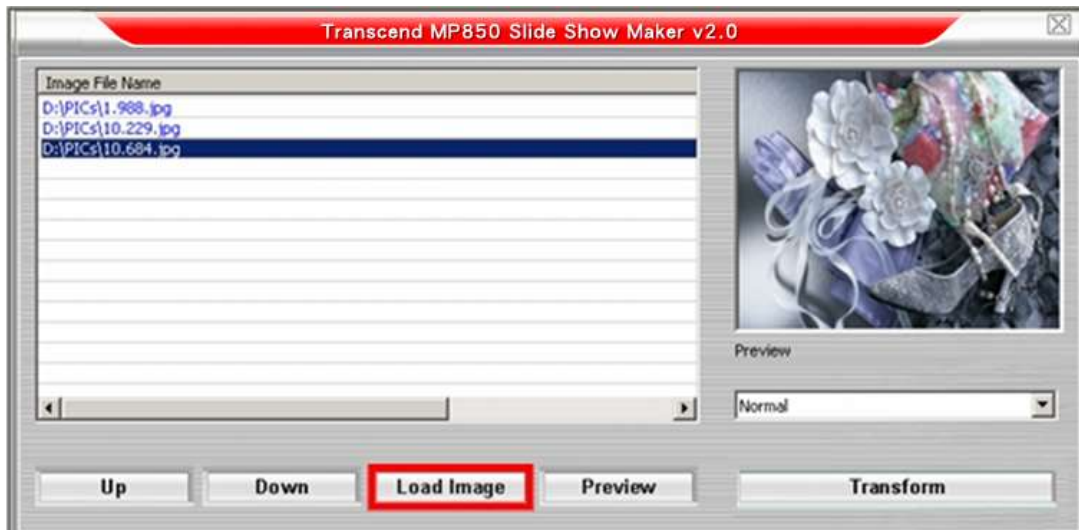 Transcend MP850 Slide Show Maker v2.0
Image File Name
D:\PICs\1.988.jpg
D:\PICs\10.229.jpg
D:\PICs\10.684.jpg
Preview
Normal
Up Down Load Image Preview Transform